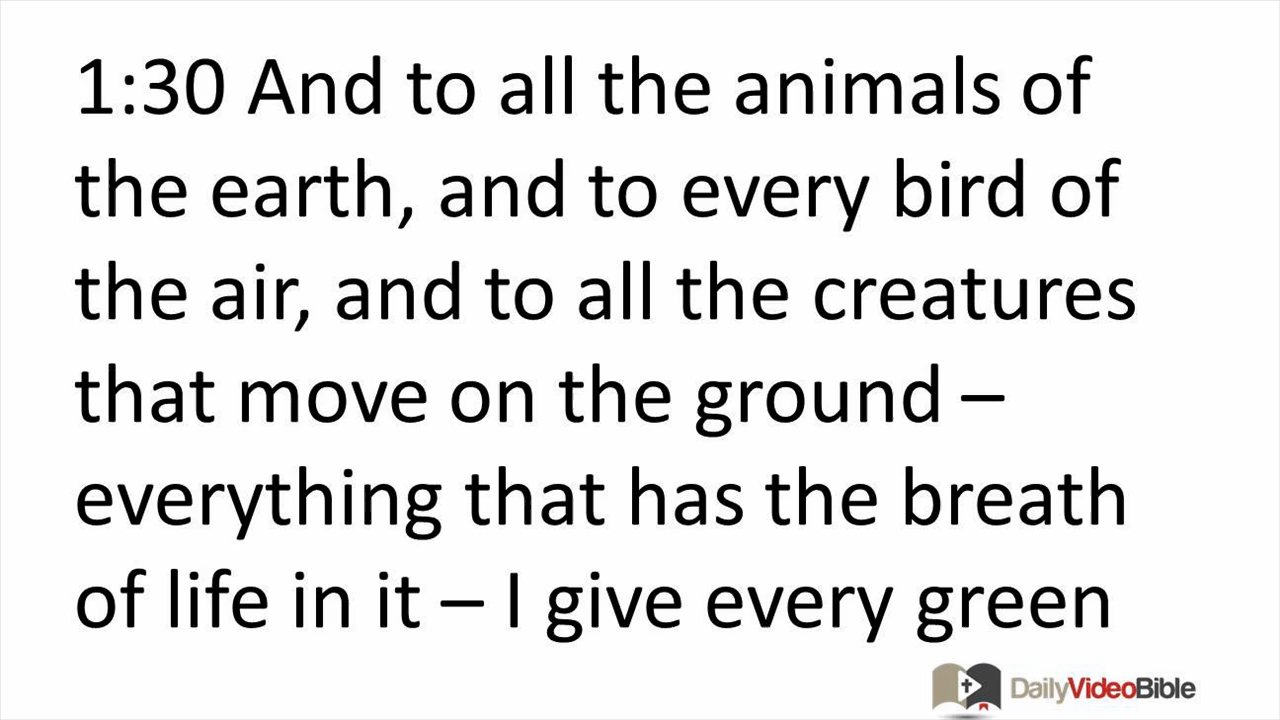 1:30 And to all the animals of
the earth, and to every bird of
the air, and to all the creatures
that move on the ground –
everything that has the breath
of life in it – I give every green
DailyVideoBible